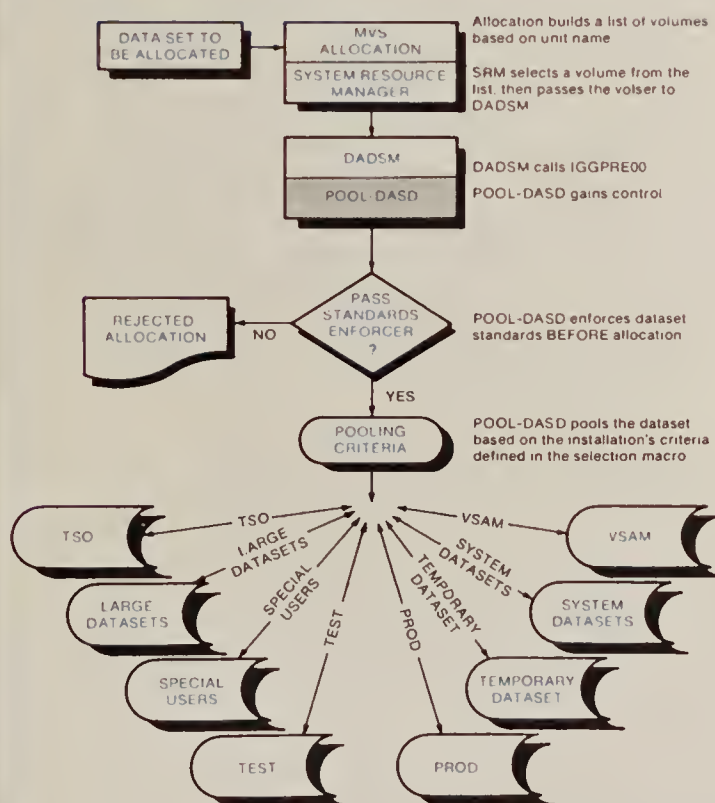 DATA SET TO
BE ALLOCATED
MVS
ALLOCATION
SYSTEM RESOURCE
MANAGER
Allocation builds a list of volumes
based on unit name
SRM selects a volume from the
list, then passes the volser to
DADSM
DADSM
POOL-DASD
DADSM calls IGGPRE00
POOL-DASD gains control
REJECTED
ALLOCATION
NO
PASS
STANDARDS
ENFORCER
?
POOL-DASD enforces dataset
standards BEFORE allocation
YES
POOLING
CRITERIA
POOL-DASD pools the dataset
based on the installation's criteria
defined in the selection macro
TSO
TSO
LARGE
DATASETS
LARGE
DATASETS
SPECIAL
USERS
SPECIAL
USERS
TEST
TEST
PROD
PROD
TEMPORARY
DATASET
TEMPORARY
DATASET
SYSTEM
DATASETS
SYSTEM
DATASETS
VSAM
VSAM